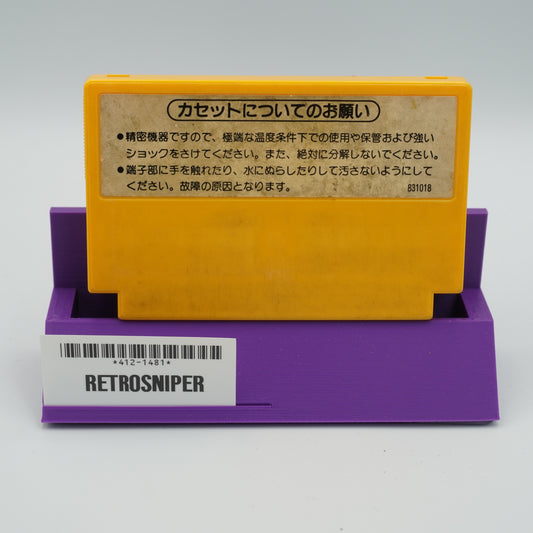 カセットについてのお願い
●精密機器ですので、極端な温度条件下での使用や保管および強い
ショックをさけてください。また、絶対に分解しないでください。
●端子部に手を触れたり、水にぬらしたりして汚さないようにして
ください。故障の原因となります。
831018
*412-1481*
RETROSNIPER